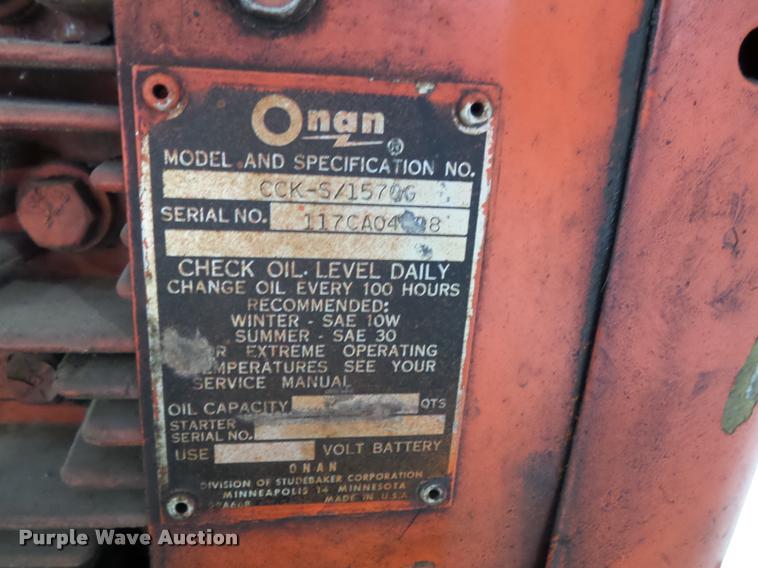 Onan
®
MODEL AND SPECIFICATION NO.
CCK-S/1570G
SERIAL NO.
CHECK OIL LEVEL DAILY
CHANGE OIL EVERY 100 HOURS
RECOMMENDED:
WINTER - SAE 10W
SUMMER - SAE 30
EXTREME OPERATING
SEE YOUR
SERVICE MANUAL
OIL CAPACITY QTS
STARTER
SERIAL NO.
USE VOLT BATTERY
ONAN
DIVISION OF STUDEBAKER CORPORATION
MINNEAPOLIS 14 MINNESOTA
MADE IN U.S.A.
Purple Wave Auction